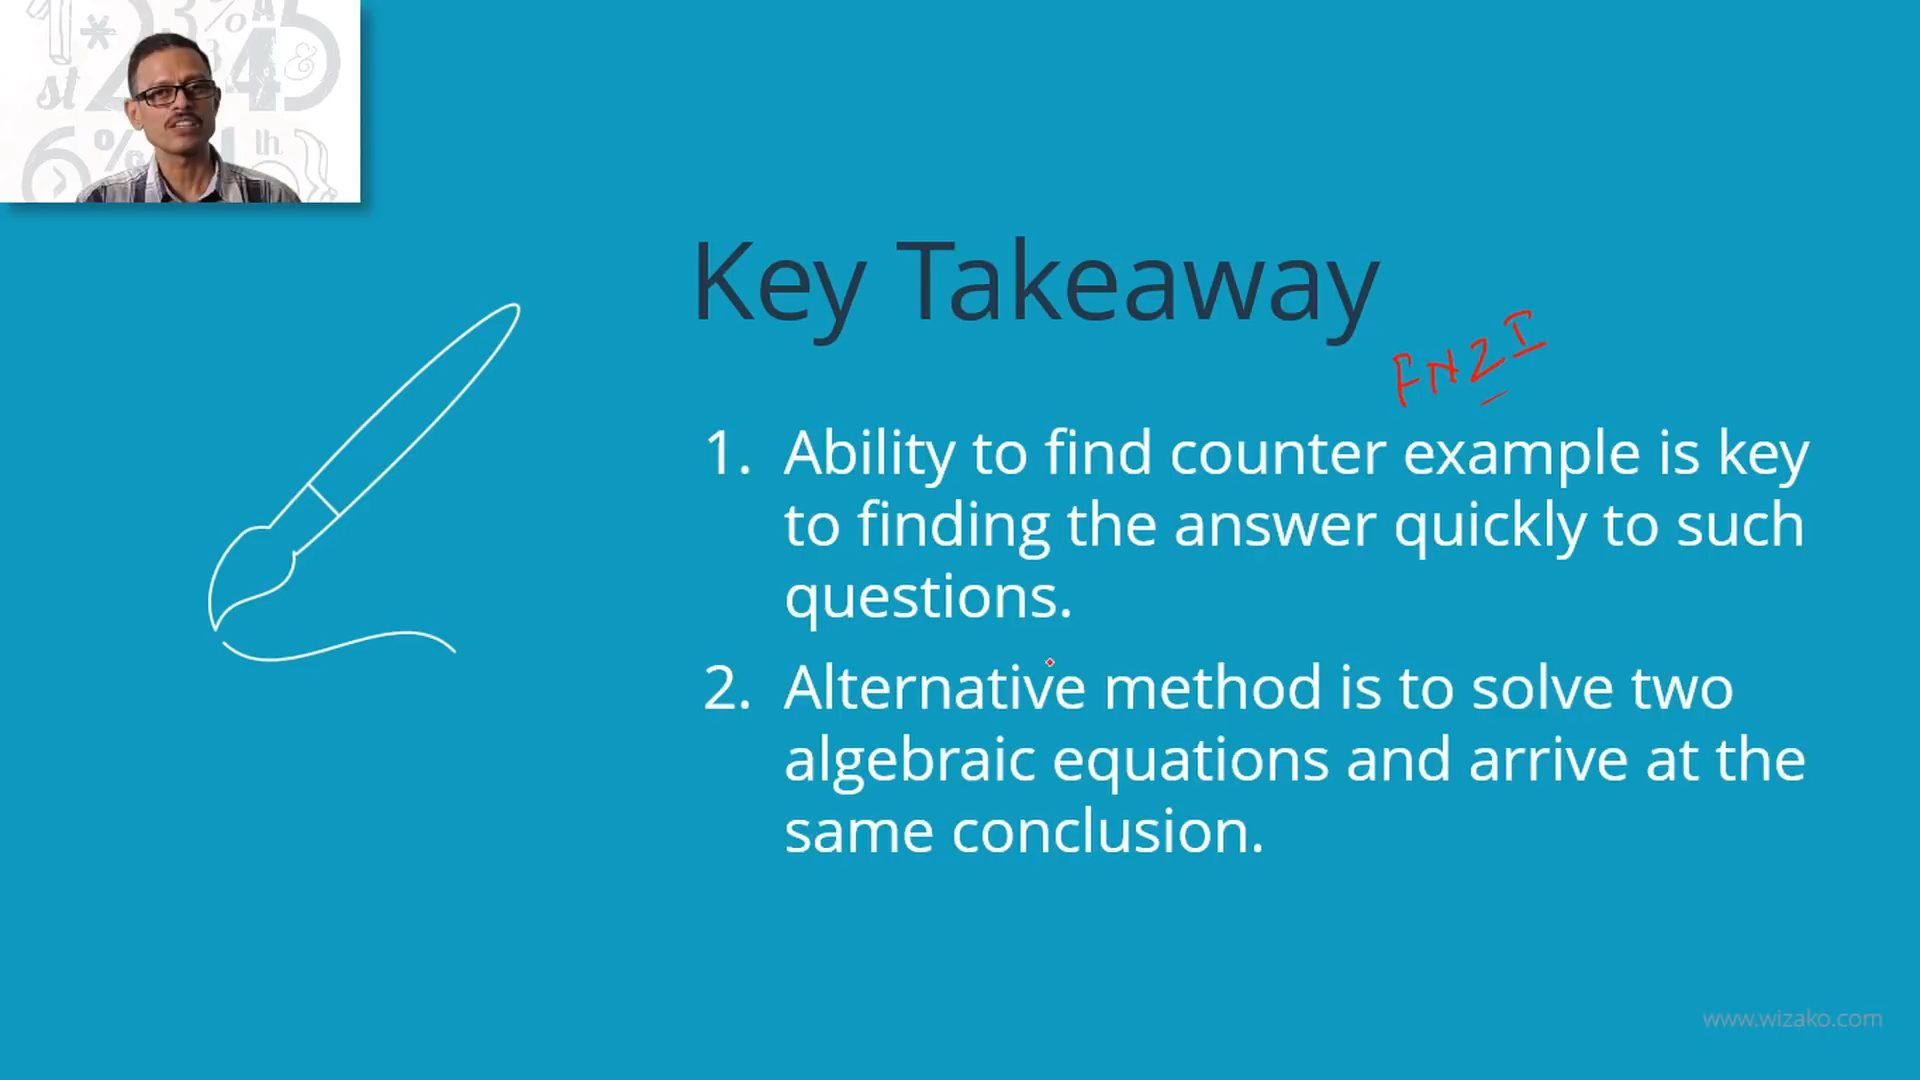 Key Takeaway
FNZI
1. Ability to find counter example is key
to finding the answer quickly to such
questions.
2. Alternative method is to solve two
algebraic equations and arrive at the
same conclusion.
www.wizako.com